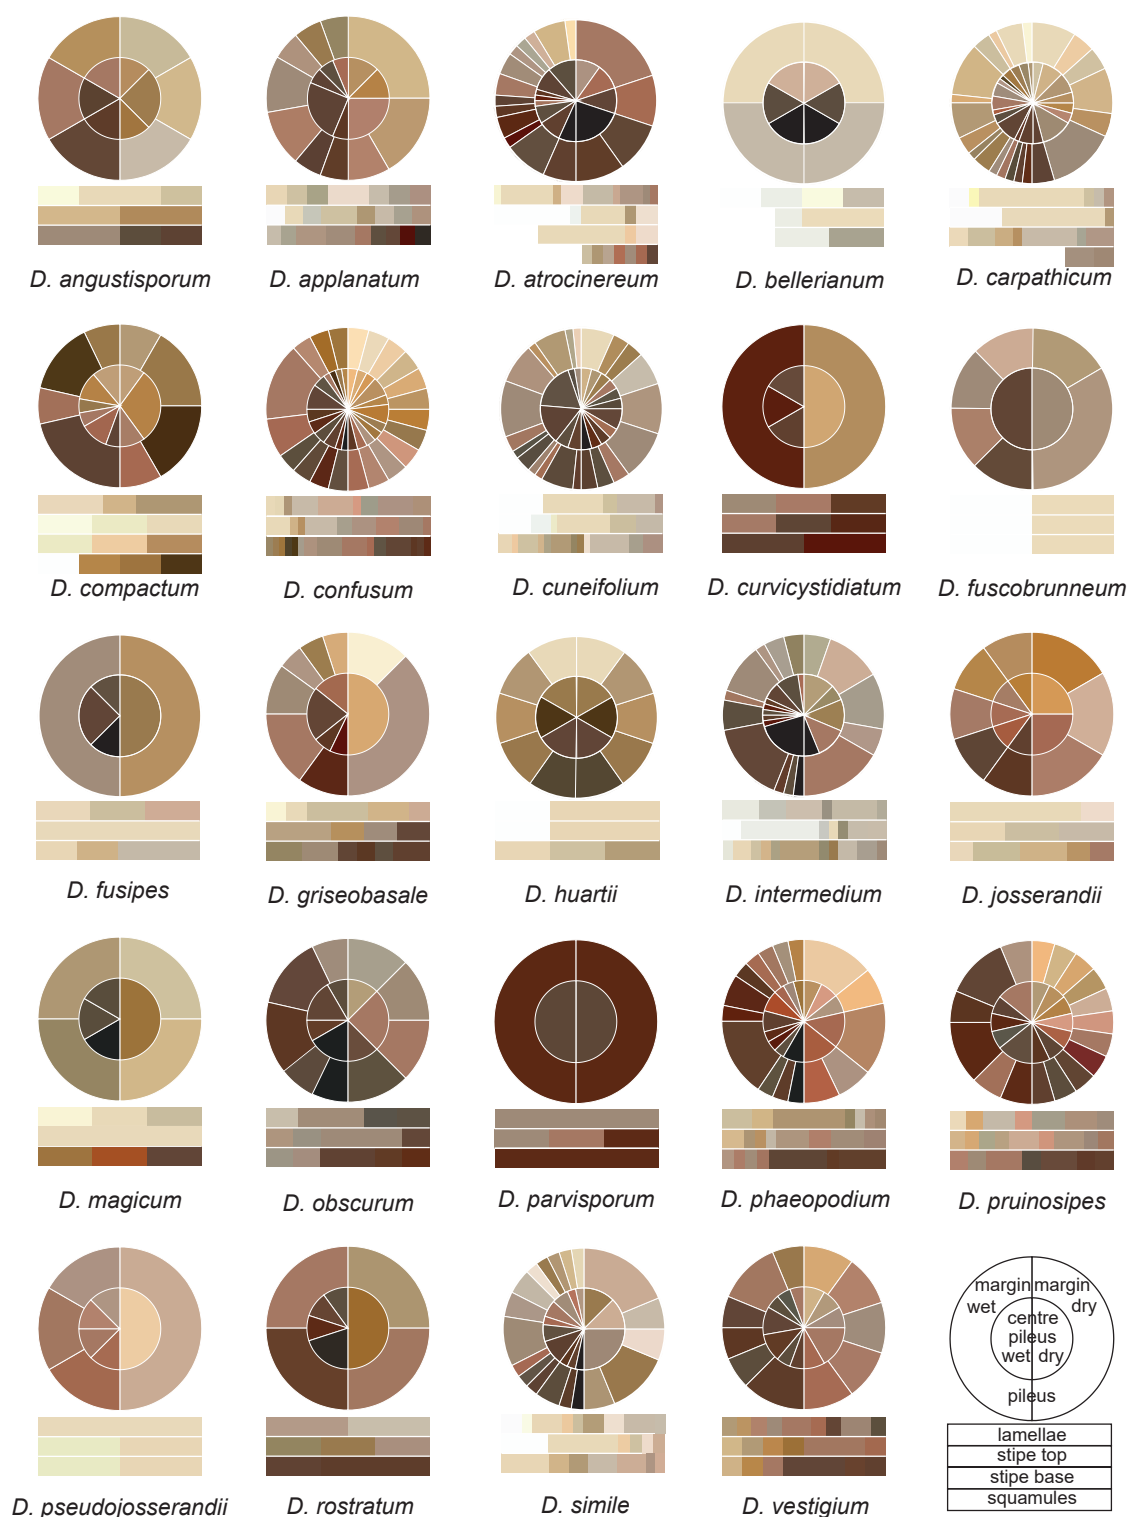 D. angustisporum
D. applanatum
D. atrocinereum
D. bellerianum
D. carpathicum
D. compactum
D. confusum
D. cuneifolium
D. curvicystidiatum
D. fuscobrunneum
D. fusipes
D. griseobasale
D. huartii
D. intermedium
D. josserandii
D. magicum
D. obscurum
D. parvisporum
D. phaeopodium
D. pruinosipes
D. pseudojosserandii
D. rostratum
D. simile
D. vestigium
margin margin
wet dry
centre
pileus
wet dry
pileus
lamellae
stipe top
stipe base
squamules